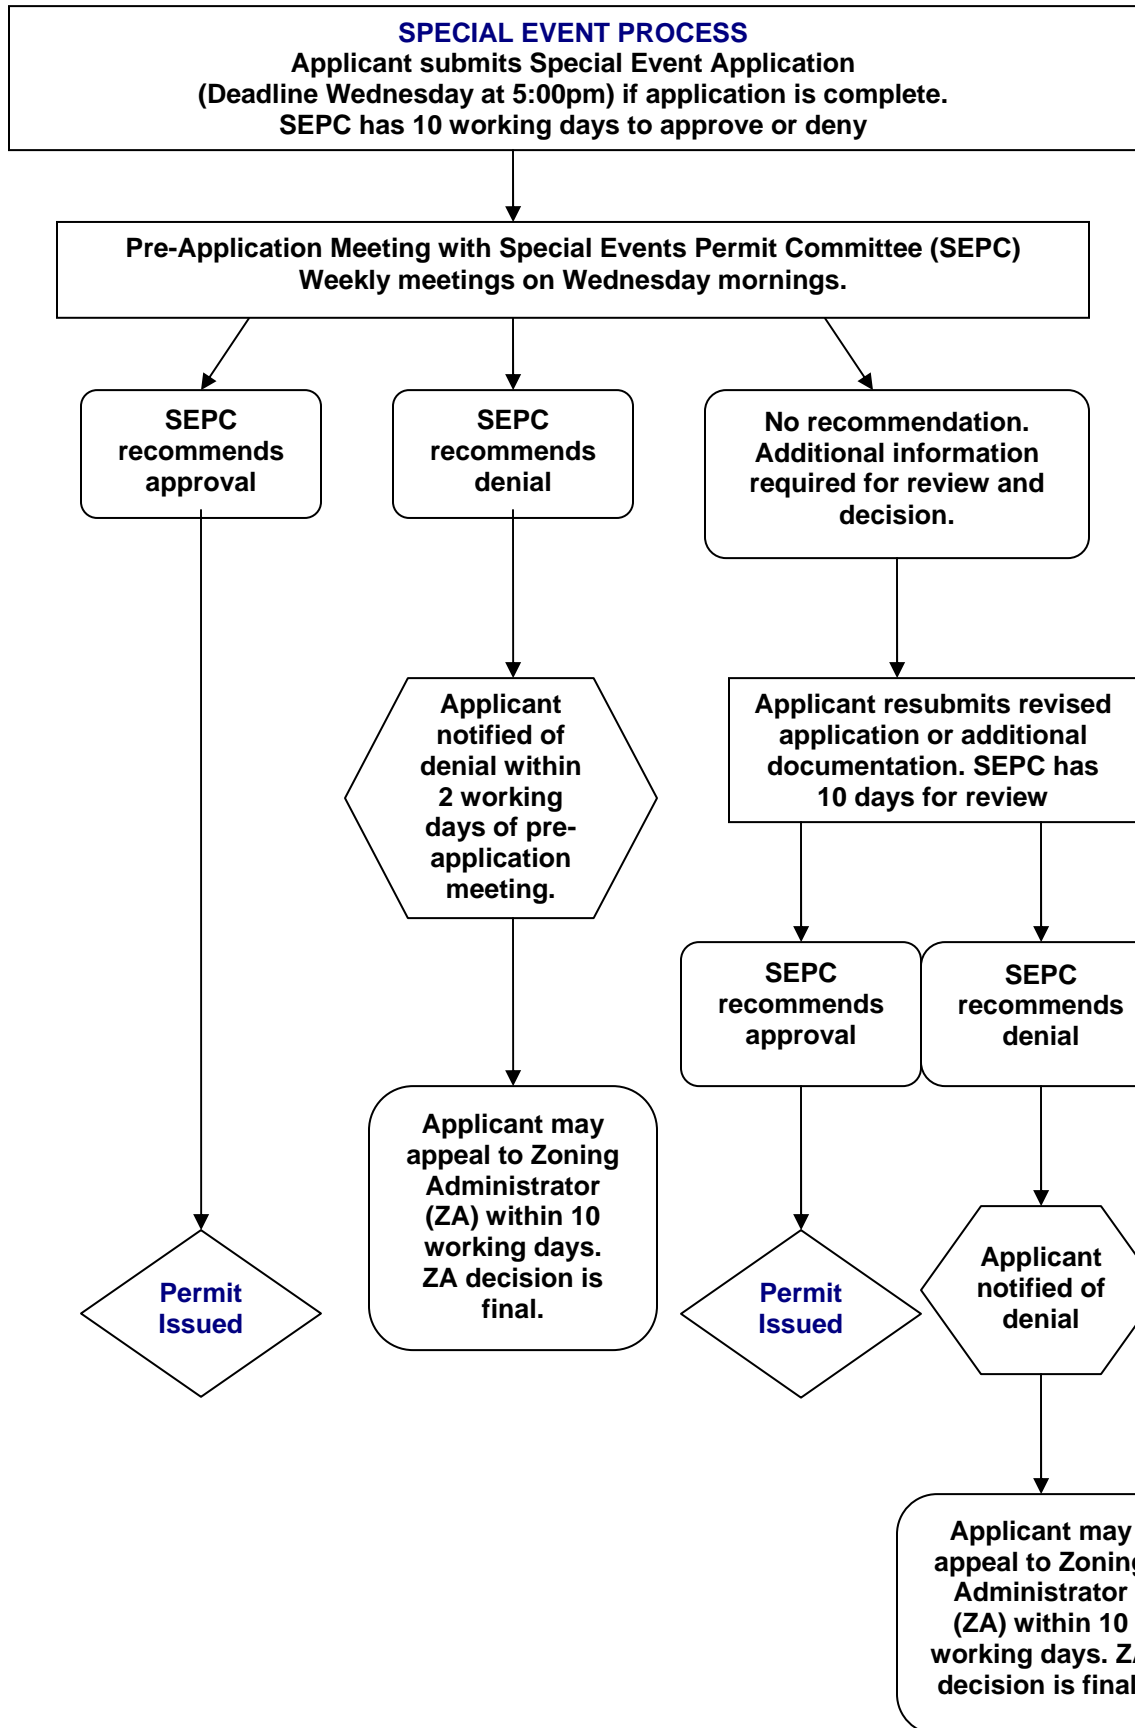 SPECIAL EVENT PROCESS
Applicant submits Special Event Application
(Deadline Wednesday at 5:00pm) if application is complete.
SEPC has 10 working days to approve or deny
Pre-Application Meeting with Special Events Permit Committee (SEPC)
Weekly meetings on Wednesday mornings.
SEPC
recommends
approval
SEPC
recommends
denial
No recommendation.
Additional information
required for review and
decision.
Applicant
notified of
denial within
2 working
days of pre-
application
meeting.
Applicant resubmits revised
application or additional
documentation. SEPC has
10 days for review
SEPC
recommends
approval
SEPC
recommends
denial
Applicant may
appeal to Zoning
Administrator
(ZA) within 10
working days.
ZA decision is
final.
Permit
Issued
Permit
Issued
Applicant
notified of
denial
Applicant may
appeal to Zoning
Administrator
(ZA) within 10
working days. ZA
decision is final